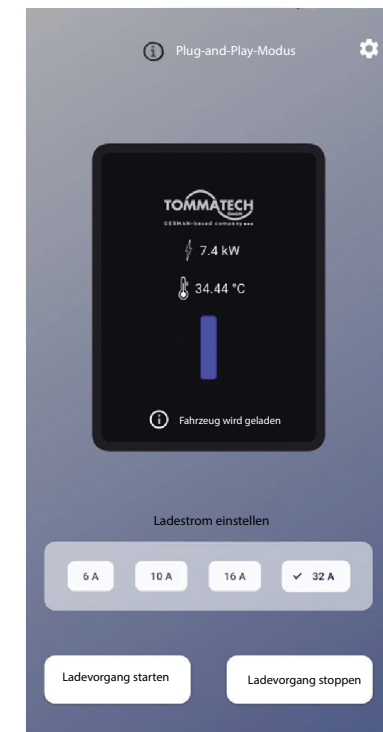 Plug-and-Play-Modus
TOMMATECH
GmbH
GERMAN-based company
7.4 kW
34.44 °C
Fahrzeug wird geladen
Ladestrom einstellen
6 A
10 A
16 A
32 A
Ladevorgang starten
Ladevorgang stoppen